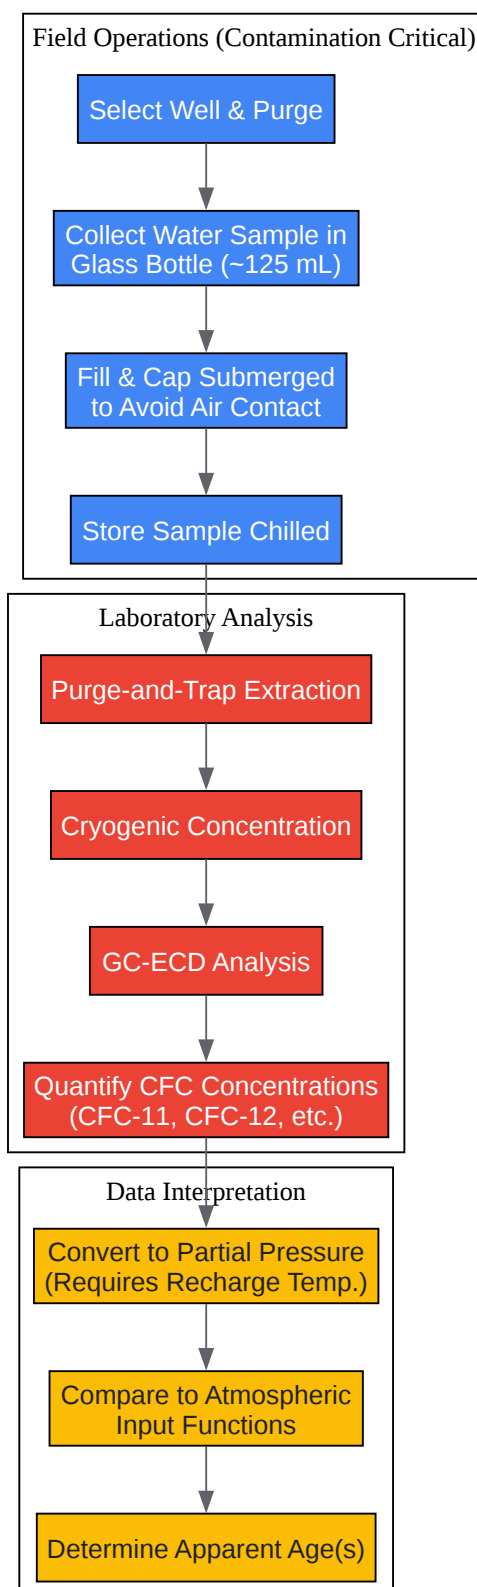 Field Operations (Contamination Critical)
Select Well & Purge
Collect Water Sample in
Glass Bottle (~125 mL)
Fill & Cap Submerged
to Avoid Air Contact
Store Sample Chilled
Laboratory Analysis
Purge-and-Trap Extraction
Cryogenic Concentration
GC-ECD Analysis
Quantify CFC Concentrations
(CFC-11, CFC-12, etc.)
Data Interpretation
Convert to Partial Pressure
(Requires Recharge Temp.)
Compare to Atmospheric
Input Functions
Determine Apparent Age(s)